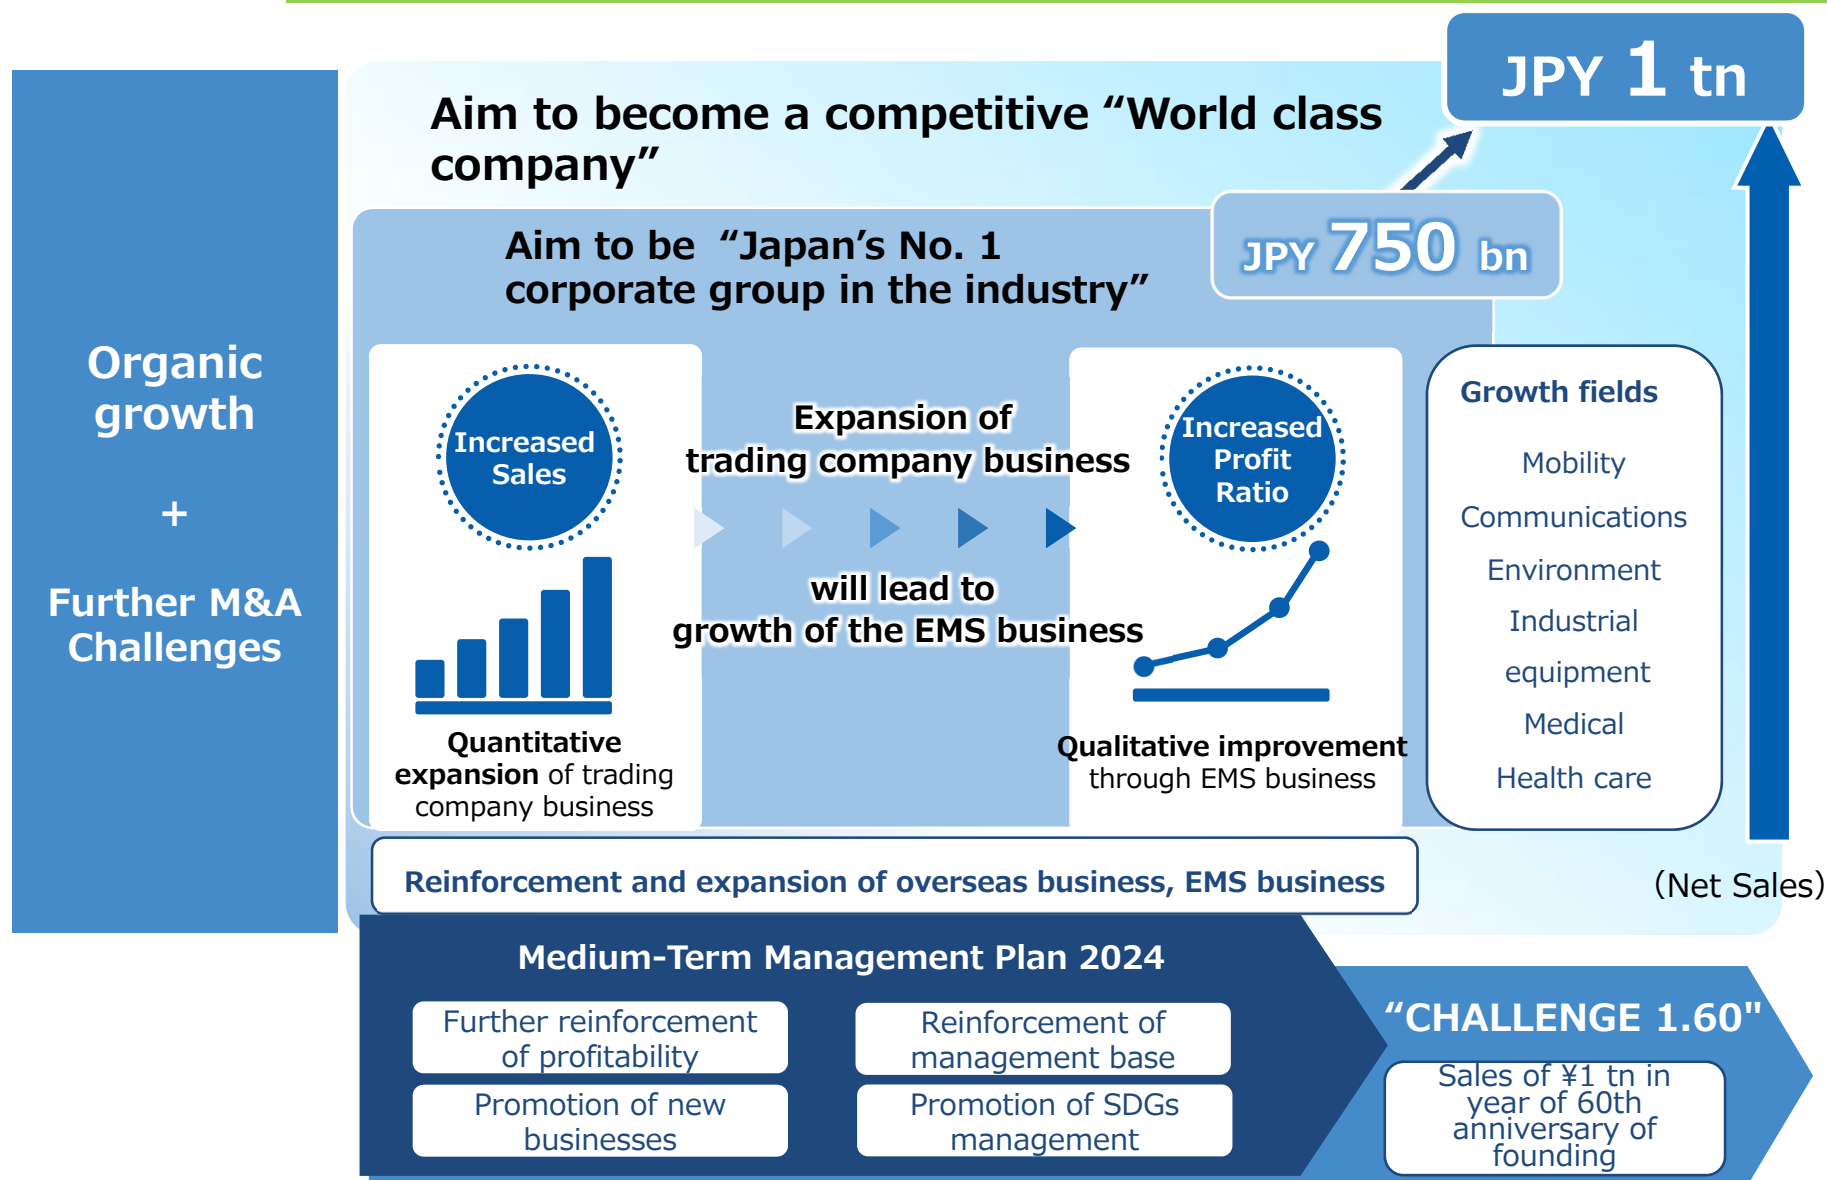 JPY 1 tn
Aim to become a competitive “World class
company”
JPY 750 bn
Aim to be “Japan’s No. 1
corporate group in the industry”
Organic
growth
+
Further M&A
Challenges
Increased
Sales
Quantitative
expansion of trading
company business
Expansion of
trading company business
will lead to
growth of the EMS business
Increased
Profit
Ratio
Qualitative improvement
through EMS business
Growth fields
Mobility
Communications
Environment
Industrial
equipment
Medical
Health care
Reinforcement and expansion of overseas business, EMS business
（Net Sales）
Medium-Term Management Plan 2024
Further reinforcement
of profitability
Reinforcement of
management base
Promotion of new
businesses
Promotion of SDGs
management
“CHALLENGE 1.60"
Sales of ¥1 tn in
year of 60th
anniversary of
founding